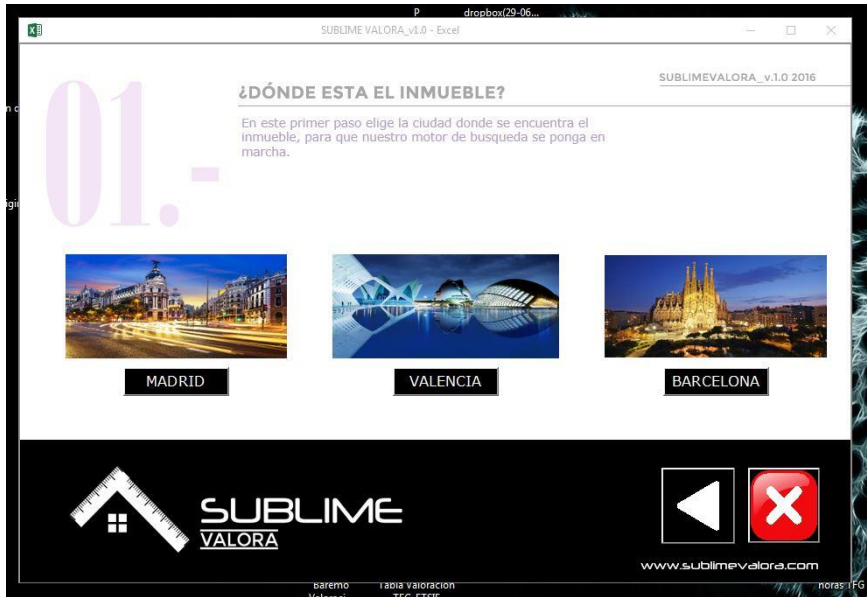 P dropbox(29-06...
SUBLIME VALORA_v1.0 - Excel
SUBLIMEVALORA_v.1.0 2016
01.-
¿DÓNDE ESTA EL INMUEBLE?
En este primer paso elige la ciudad donde se encuentra el
inmueble, para que nuestro motor de busqueda se ponga en
marcha.
MADRID
VALENCIA
BARCELONA
SUBLIME
VALORA
www.sublimevalora.com
Baremo Tabla Valoración
horas TFG